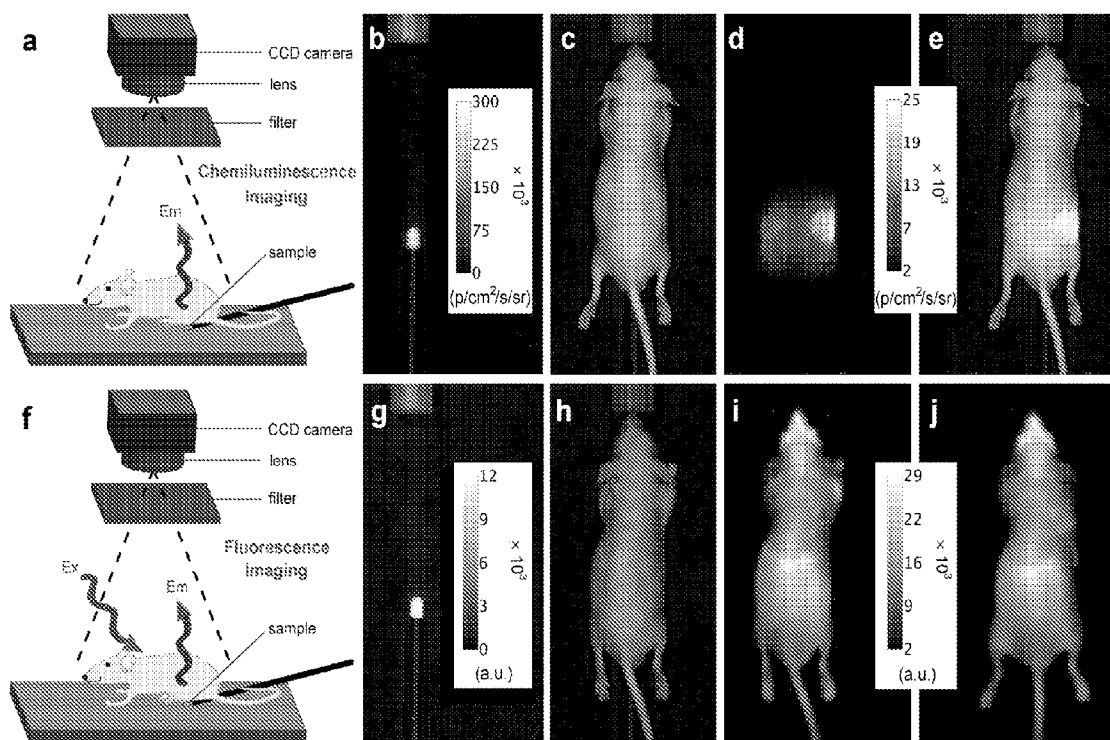 a
CCD camera
lens
filter
Chemiluminescence
Imaging
Em
sample
b
300
225
150
75
0
× 10³
(p/cm²/s/sr)
c
d
25
19
13
7
2
× 10³
(p/cm²/s/sr)
e
f
CCD camera
lens
filter
Fluorescence
Imaging
Ex
Em
sample
g
12
9
6
3
0
× 10³
(a.u.)
h
i
29
22
16
9
2
× 10³
(a.u.)
j